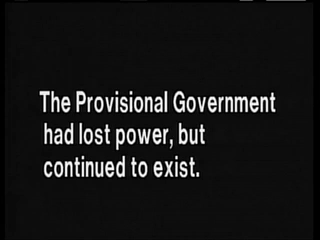 The Provisional Government
had lost power, but
continued to exist.